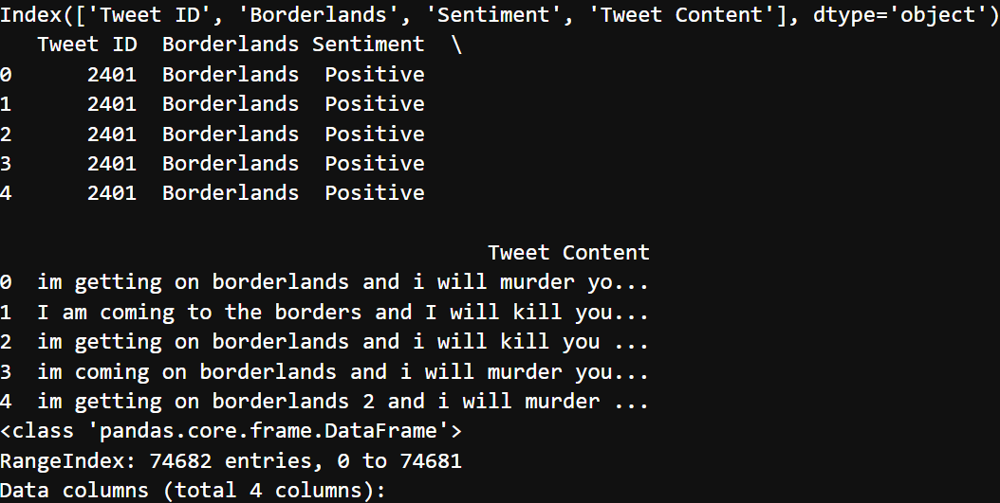 Index(['Tweet ID', 'Borderlands', 'Sentiment', 'Tweet Content'], dtype='object')
   Tweet ID  Borderlands Sentiment  \
0      2401  Borderlands  Positive
1      2401  Borderlands  Positive
2      2401  Borderlands  Positive
3      2401  Borderlands  Positive
4      2401  Borderlands  Positive

                                       Tweet Content
0  im getting on borderlands and i will murder yo...
1  I am coming to the borders and I will kill you...
2  im getting on borderlands and i will kill you ...
3  im coming on borderlands and i will murder you...
4  im getting on borderlands 2 and i will murder ...
<class 'pandas.core.frame.DataFrame'>
RangeIndex: 74682 entries, 0 to 74681
Data columns (total 4 columns):